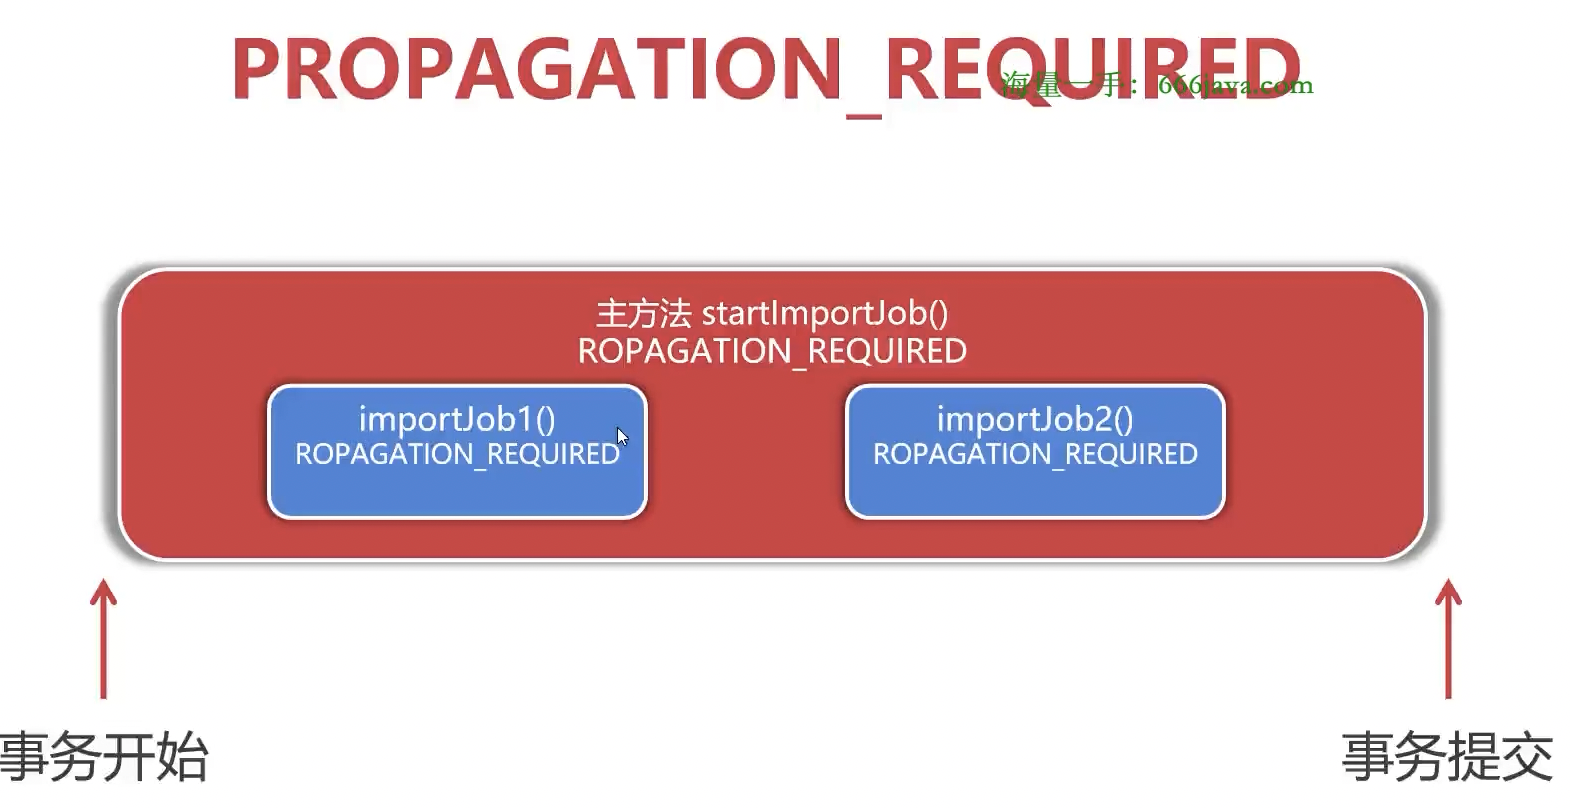 PROPAGATION_REQUIRED
海量一手：666java.com
主方法 startImportJob()
ROPAGATION_REQUIRED
importJob1()
ROPAGATION_REQUIRED
importJob2()
ROPAGATION_REQUIRED
事务开始
事务提交